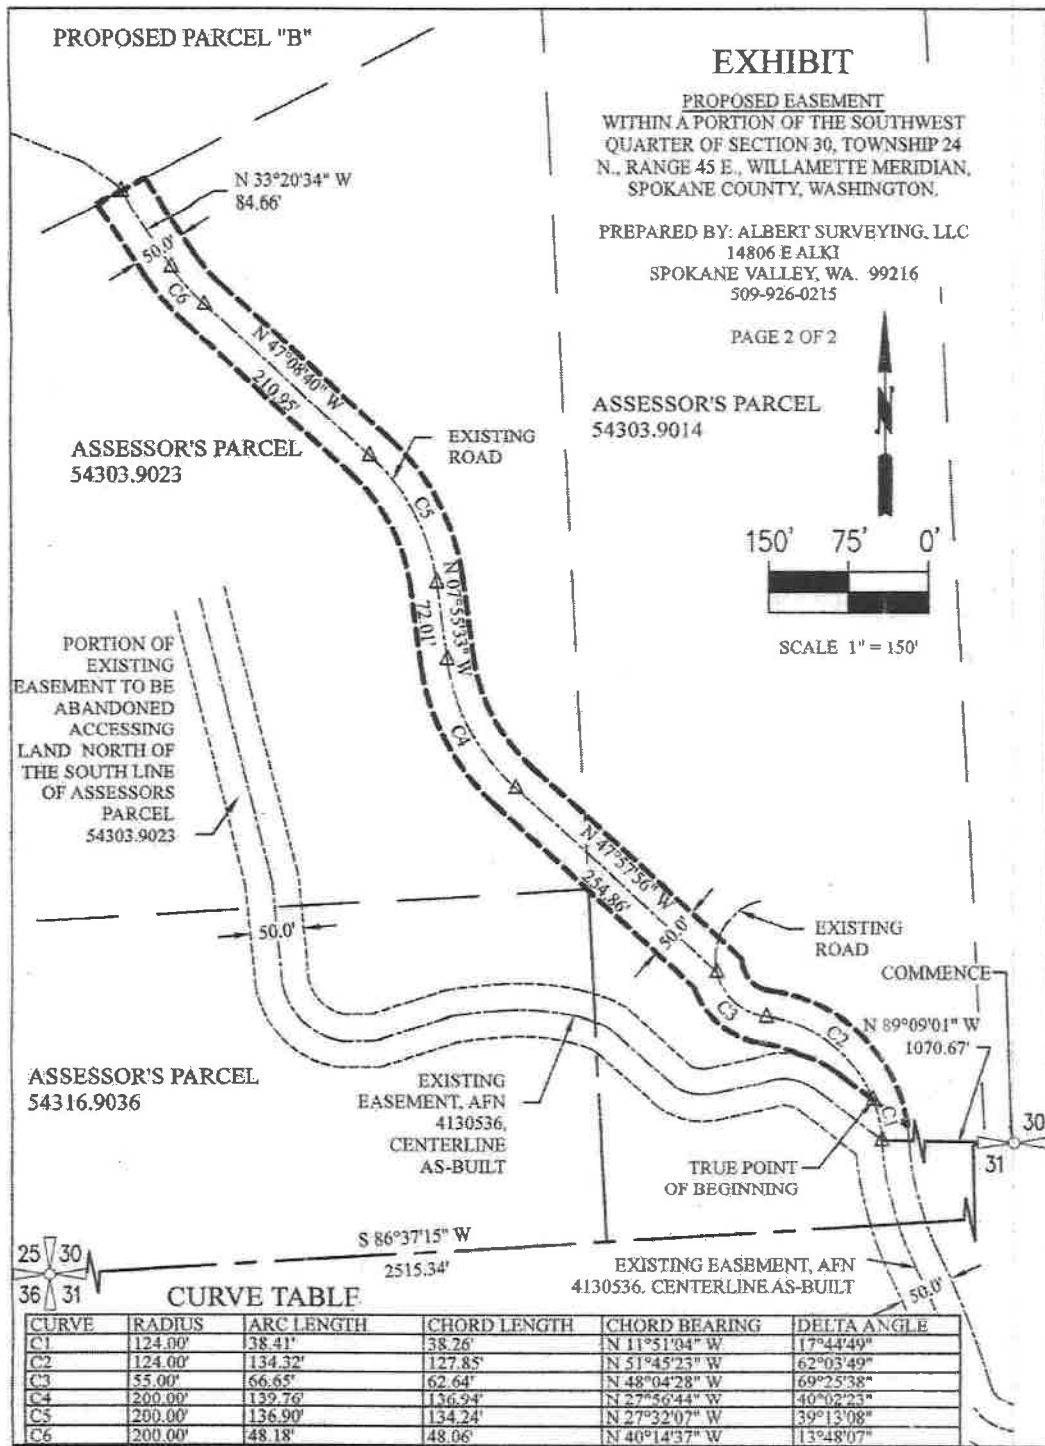 PROPOSED PARCEL "B"
EXHIBIT
PROPOSED EASEMENT
WITHIN A PORTION OF THE SOUTHWEST
QUARTER OF SECTION 30, TOWNSHIP 24
N., RANGE 45 E., WILLAMETTE MERIDIAN,
SPOKANE COUNTY, WASHINGTON.
PREPARED BY: ALBERT SURVEYING, LLC
14806 E ALKI
SPOKANE VALLEY, WA. 99216
509-926-0215
PAGE 2 OF 2
N 33°20'34" W
84.66'
50.0'
C6
N 47°08'40" W
210.95'
ASSESSOR'S PARCEL
54303.9014
N
ASSESSOR'S PARCEL
54303.9023
EXISTING
ROAD
C5
150' 75' 0'
SCALE 1" = 150'
N 07°55'33" W
72.01'
PORTION OF
EXISTING
EASEMENT TO BE
ABANDONED
ACCESSING
LAND NORTH OF
THE SOUTH LINE
OF ASSESSORS
PARCEL
54303.9023
C4
N 47°57'56" W
254.86'
50.0'
50.0'
EXISTING
ROAD
COMMENCE
C3
C2
N 89°09'01" W
1070.67'
ASSESSOR'S PARCEL
54316.9036
EXISTING
EASEMENT, AFN
4130536,
CENTERLINE
AS-BUILT
C1
30
31
TRUE POINT
OF BEGINNING
S 86°37'15" W
2515.34'
25 30
36 31
EXISTING EASEMENT, AFN
4130536, CENTERLINE AS-BUILT
50.0'
CURVE TABLE
CURVE RADIUS ARC LENGTH CHORD LENGTH CHORD BEARING DELTA ANGLE
C1 124.00' 38.41' 38.26' N 11°51'04" W 17°44'49"
C2 124.00' 134.32' 127.85' N 51°45'23" W 62°03'49"
C3 55.00' 66.65' 62.64' N 48°04'28" W 69°25'38"
C4 200.00' 139.76' 136.94' N 27°56'44" W 40°02'23"
C5 200.00' 136.90' 134.24' N 27°32'07" W 39°13'08"
C6 200.00' 48.18' 48.06' N 40°14'37" W 13°48'07"